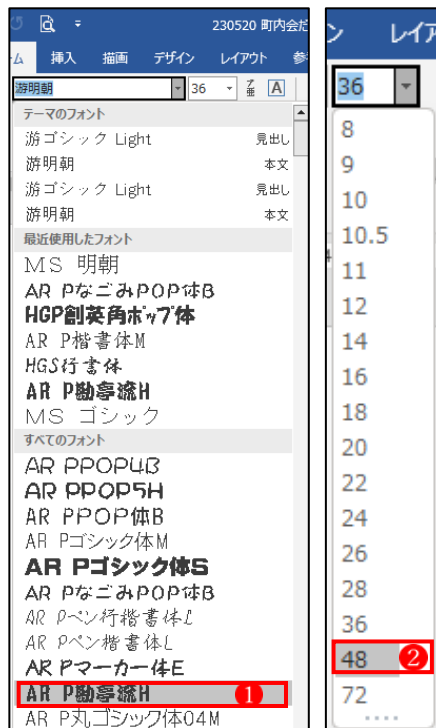 230520 町内会だ
ム 挿入 描画 デザイン レイアウト 参
游明朝 36 ア亜 A
テーマのフォント
游ゴシック Light 見出し
游明朝 本文
游ゴシック Light 見出し
游明朝 本文
最近使用したフォント
MS 明朝
AR PなごみPOP体B
HGP創英角ポップ体
AR P楷書体M
HGS行書体
AR P勘亭流H
MS ゴシック
すべてのフォント
AR PPOP4B
AR PPOP5H
AR PPOP体B
AR Pゴシック体M
AR Pゴシック体S
AR PなごみPOP体B
AR Pペン行楷書体L
AR Pペン楷書体L
AR Pマーカー体E
AR P勘亭流H 1
AR P丸ゴシック体04M
ン レイア
36
8
9
10
10.5
11
12
14
16
18
20
22
24
26
28
36
48 2
72